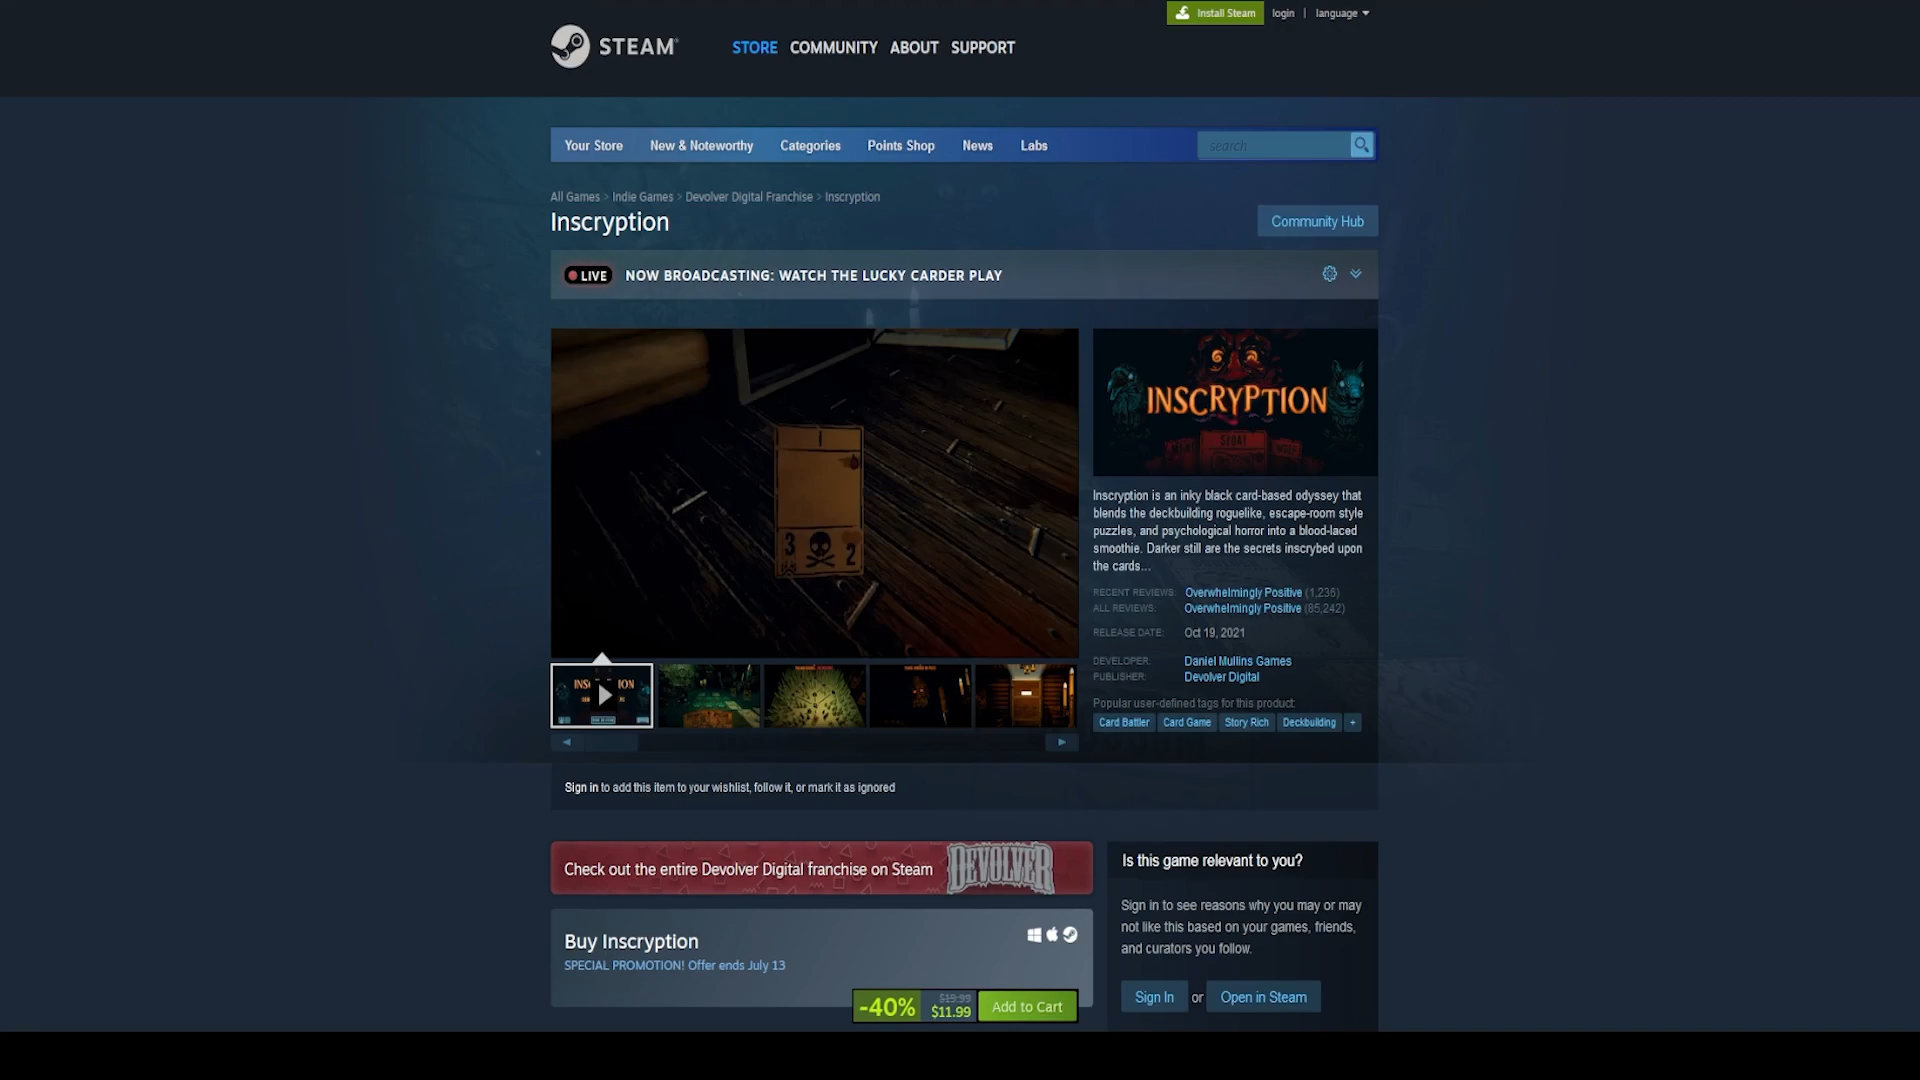 Install Steam login | language
STEAM STORE COMMUNITY ABOUT SUPPORT
Your Store New & Noteworthy Categories Points Shop News Labs search
All Games > Indie Games > Devolver Digital Franchise > Inscryption
Inscryption
Community Hub
LIVE NOW BROADCASTING: WATCH THE LUCKY CARDER PLAY
3 2
INSCRYPTION
STOAT
Inscryption is an inky black card-based odyssey that
blends the deckbuilding roguelike, escape-room style
puzzles, and psychological horror into a blood-laced
smoothie. Darker still are the secrets inscrybed upon
the cards...
RECENT REVIEWS: Overwhelmingly Positive (1,236)
ALL REVIEWS: Overwhelmingly Positive (85,242)
RELEASE DATE: Oct 19, 2021
DEVELOPER: Daniel Mullins Games
PUBLISHER: Devolver Digital
Popular user-defined tags for this product:
Card Battler Card Game Story Rich Deckbuilding +
Sign in to add this item to your wishlist, follow it, or mark it as ignored
Check out the entire Devolver Digital franchise on Steam DEVOLVER
Buy Inscryption
SPECIAL PROMOTION! Offer ends July 13
-40% $19.99 $11.99 Add to Cart
Is this game relevant to you?
Sign in to see reasons why you may or may
not like this based on your games, friends,
and curators you follow.
Sign In or Open in Steam